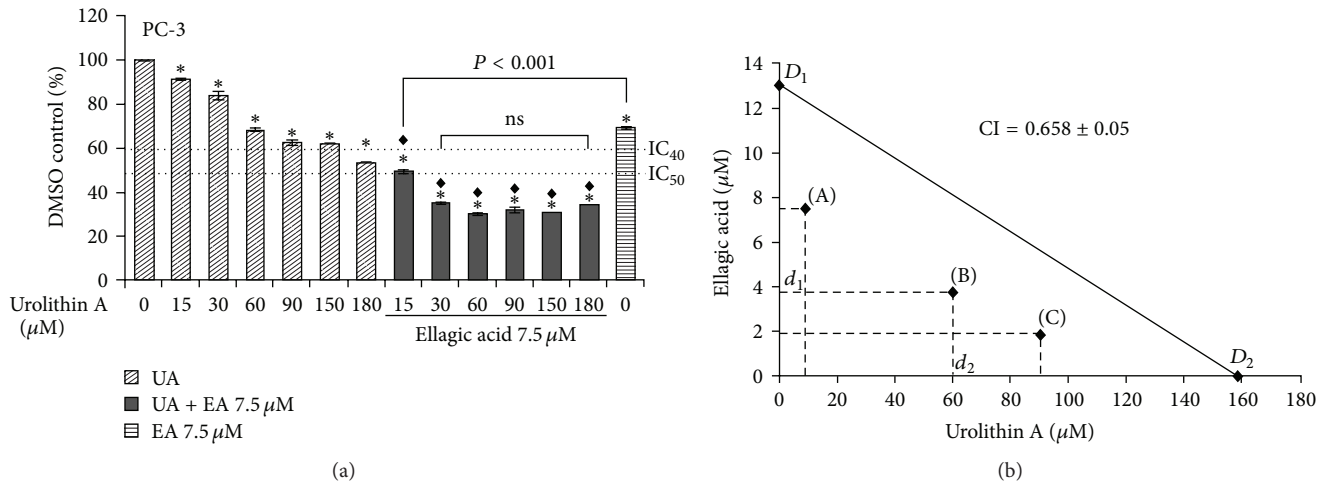 PC-3
DMSO control (%)
120
100
80
60
40
20
0
P < 0.001
ns
IC40
IC50
* * * * * * * * * * * * *
♦ ♦ ♦ ♦ ♦ ♦
Urolithin A 0 15 30 60 90 150 180 15 30 60 90 150 180 0
(μM)
Ellagic acid 7.5 μM
UA
UA + EA 7.5 μM
EA 7.5 μM
(a)
Ellagic acid (μM)
14
12
10
8
6
4
2
0
D1
CI = 0.658 ± 0.05
(A)
d1
(B)
(C)
d2
D2
0 20 40 60 80 100 120 140 160 180
Urolithin A (μM)
(b)